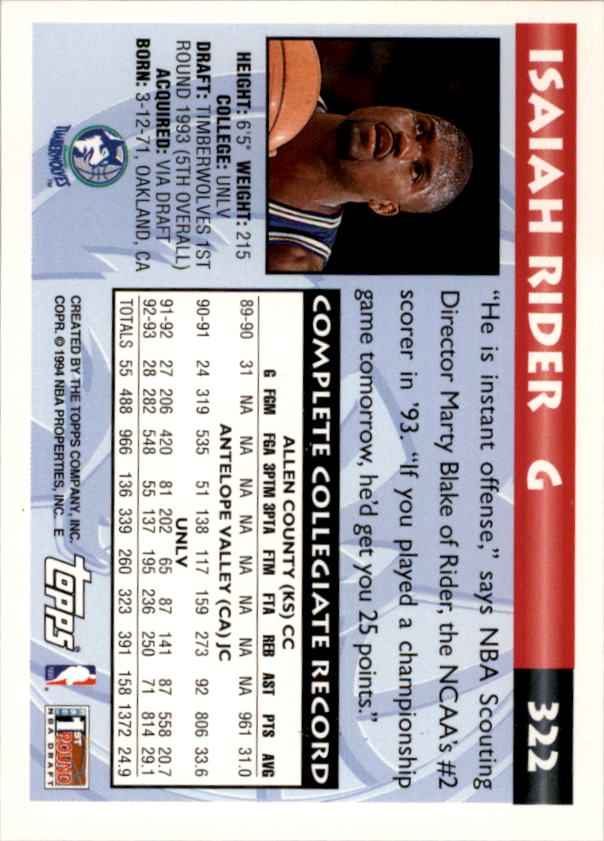 ISAIAH RIDER G 322
"He is instant offense," says NBA Scouting
Director Marty Blake of Rider, the NCAA's #2
scorer in '93. "If you played a championship
game tomorrow, he'd get you 25 points."
HEIGHT: 6'5" WEIGHT: 215
COLLEGE: UNLV
DRAFT: TIMBERWOLVES 1ST
ROUND 1993 (5TH OVERALL)
ACQUIRED: VIA DRAFT
BORN: 3-12-71, OAKLAND, CA
TIMBERWOLVES™
COMPLETE COLLEGIATE RECORD
G FGM FGA 3PTM 3PTA FTM FTA REB AST PTS AVG
ALLEN COUNTY (KS) CC
89-90 31 NA NA NA NA NA NA NA NA 961 31.0
ANTELOPE VALLEY (CA) JC
90-91 24 319 535 51 138 117 159 273 92 806 33.6
UNLV
91-92 27 206 420 81 202 65 87 141 87 558 20.7
92-93 28 282 548 55 137 195 236 250 71 814 29.1
TOTALS 55 488 966 136 339 260 323 391 158 1372 24.9
CREATED BY THE TOPPS COMPANY, INC.
COPR. © 1994 NBA PROPERTIES, INC. E
topps®
NBA®
1ST
ROUND
NBA DRAFT